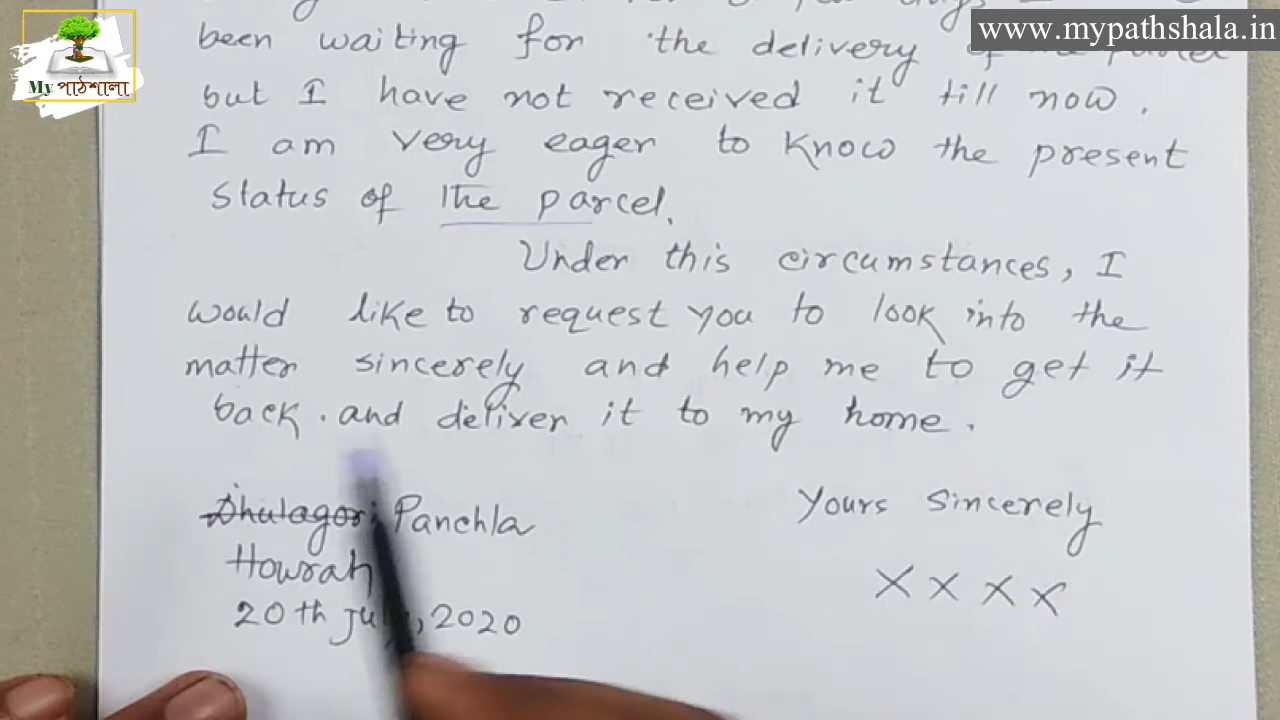 www.mypathshala.in
My পাঠশালা
been waiting for the delivery of
but I have not received it till now.
I am very eager to know the present
status of the parcel.
Under this circumstances, I
would like to request you to look into the
matter sincerely and help me to get it
back. and deliver it to my home.
Dhulagori Panchla
Howrah
20th July, 2020
Yours Sincerely
X X X X